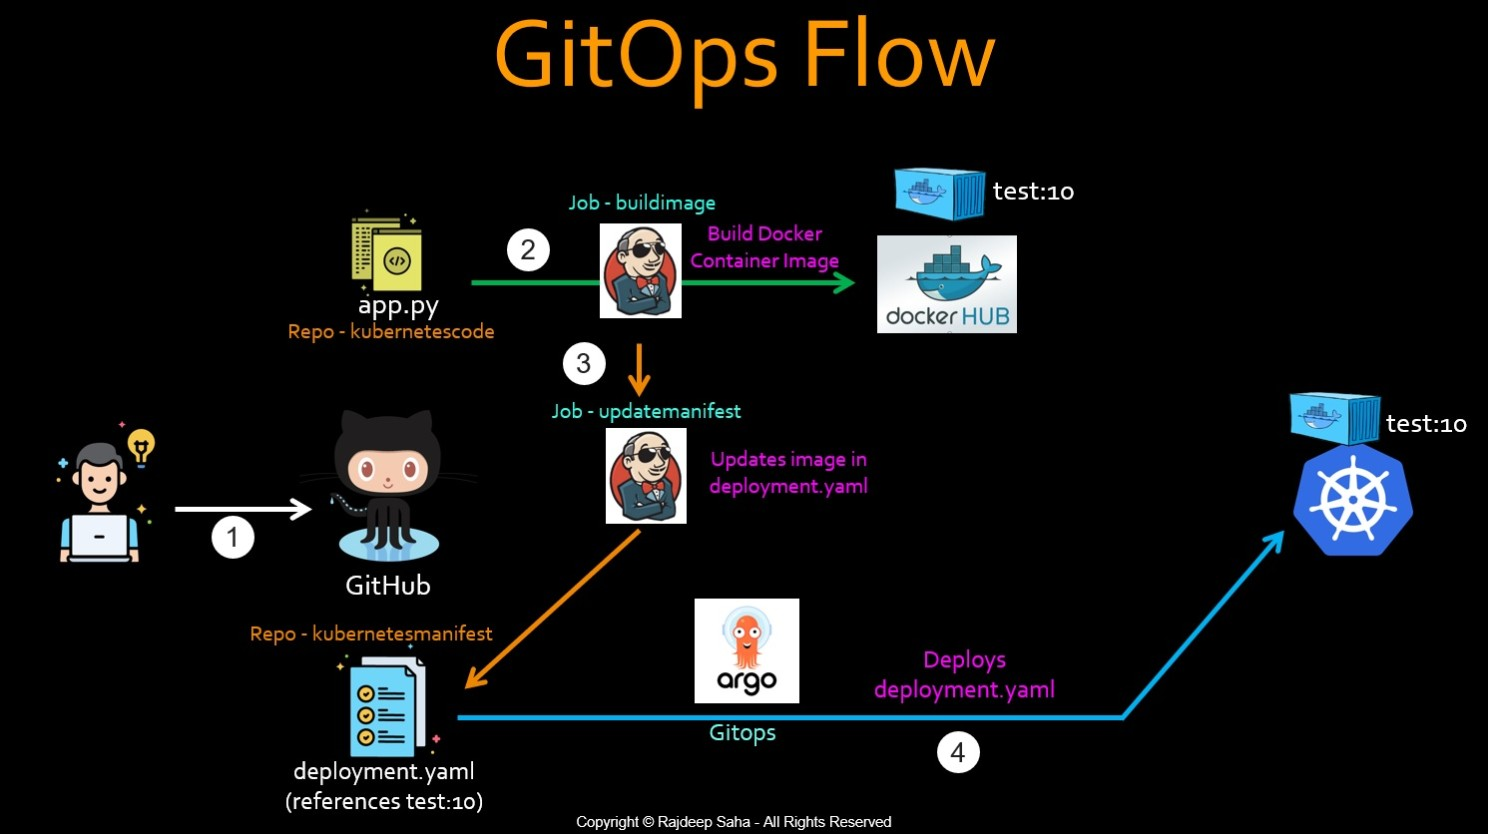 GitOps Flow
test:10
Job - buildimage
2
Build Docker
Container Image
docker HUB
app.py
Repo - kubernetescode
3
Job - updatemanifest
test:10
Updates image in
deployment.yaml
1
GitHub
Repo - kubernetesmanifest
argo
Deploys
deployment.yaml
Gitops
4
deployment.yaml
(references test:10)
Copyright © Rajdeep Saha - All Rights Reserved